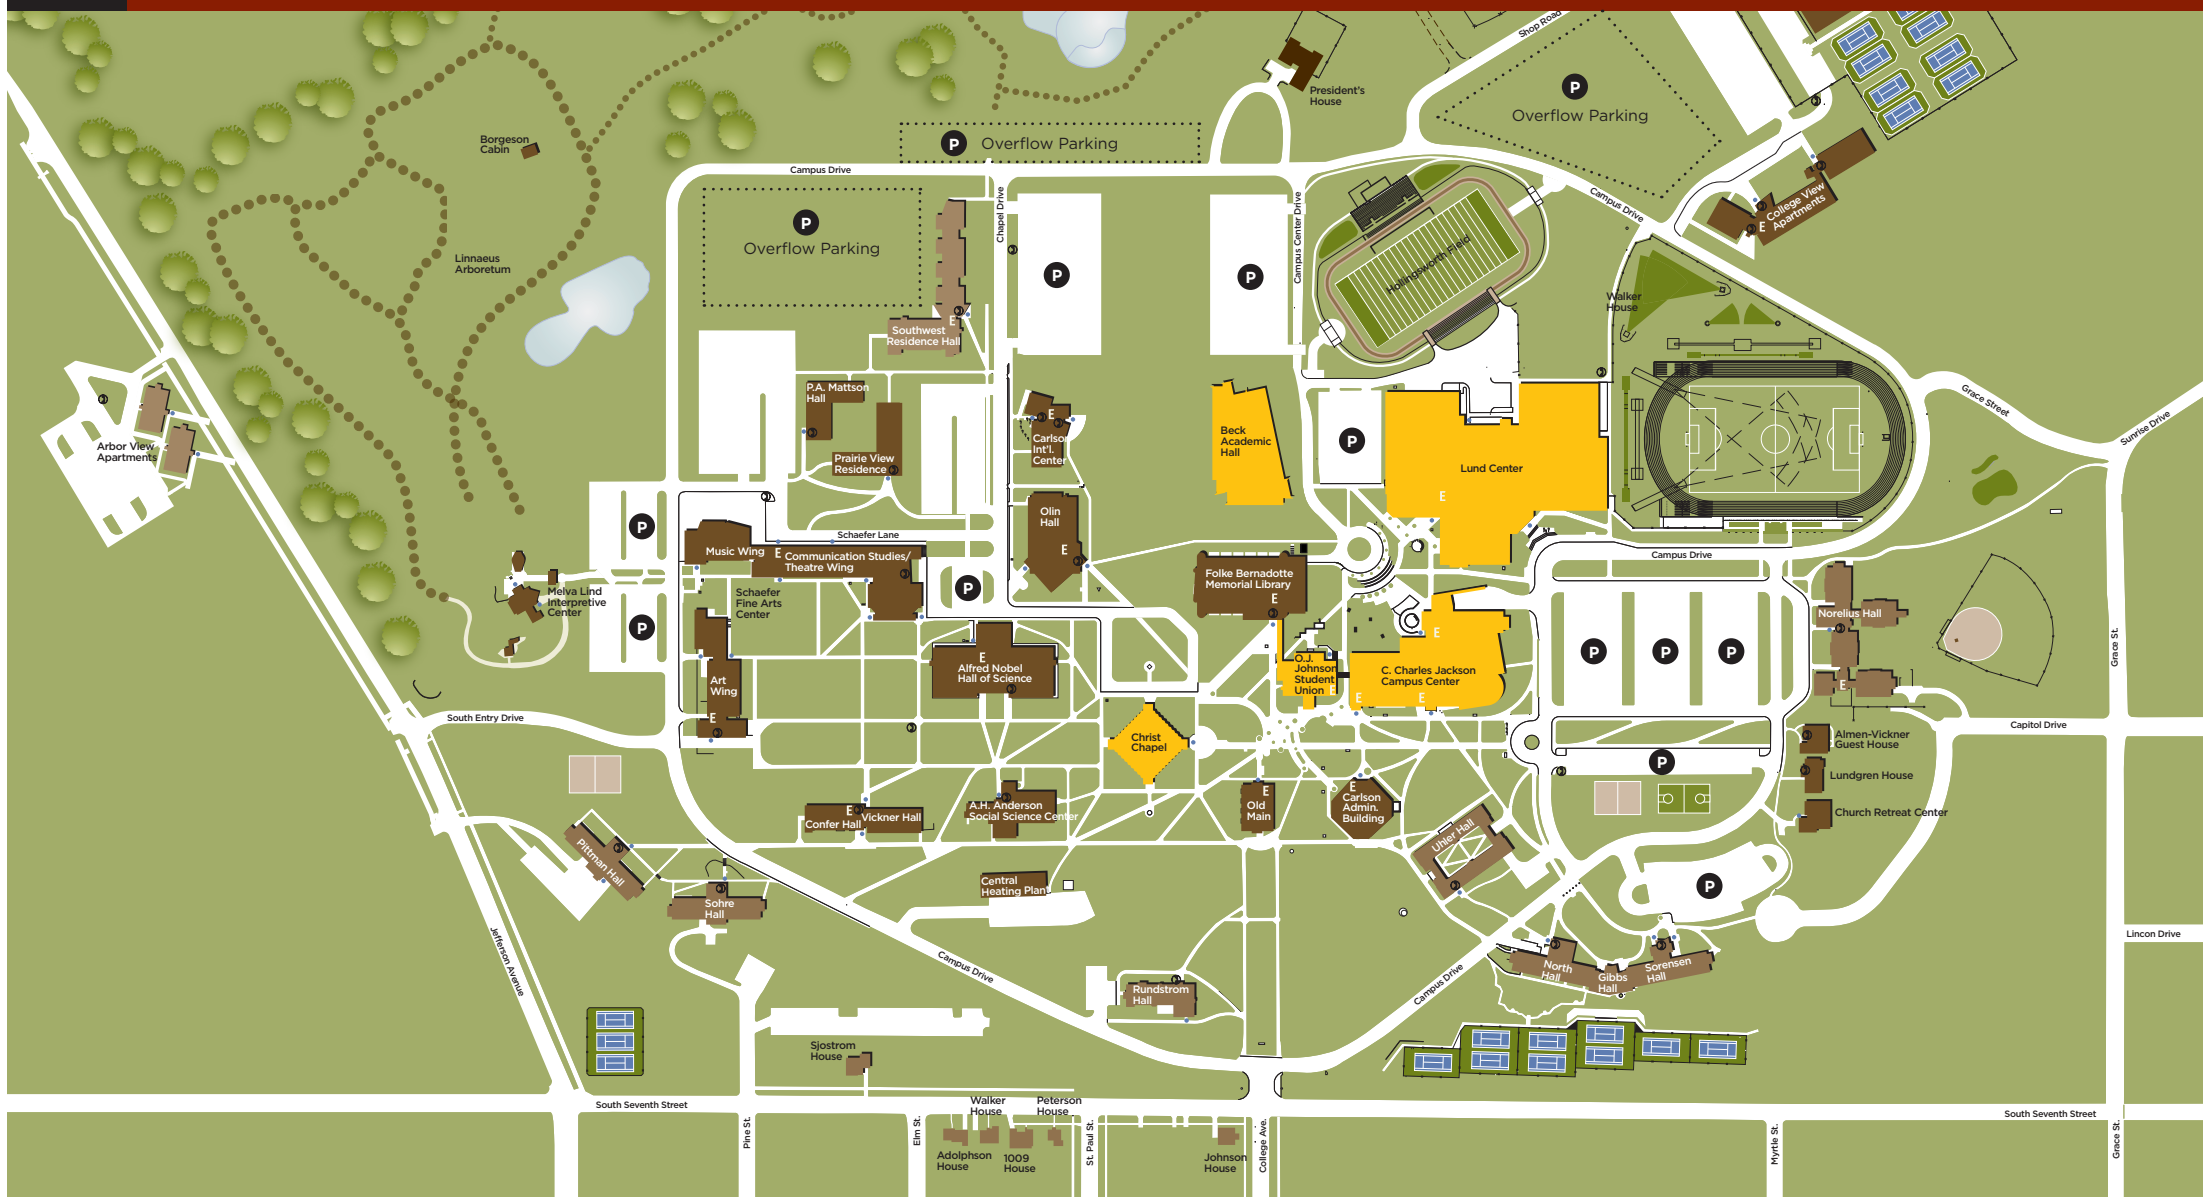 Shop Road
President's
House
P
Overflow Parking
P
Overflow Parking
Borgeson
Cabin
Campus Drive
P
Overflow Parking
Chapel Drive
Campus Center Drive
Campus Drive
College View
Apartments
E
Linnaeus
Arboretum
P
P
Hollingsworth Field
Walker
House
E
Southwest
Residence Hall
P.A. Mattson
Hall
Prairie View
Residence
E
Carlson
Int'l.
Center
Beck
Academic
Hall
P
Lund Center
E
Grace Street
Sunrise Drive
Arbor View
Apartments
P
Olin
Hall
E
Schaefer Lane
Music Wing
E
Communication Studies/
Theatre Wing
Campus Drive
Folke Bernadotte
Memorial Library
E
P
Melva Lind
Interpretive
Center
Schaefer
Fine Arts
Center
P
Norelius Hall
E
Grace St.
E
Alfred Nobel
Hall of Science
O.J.
Johnson
Student
Union
E
E
C. Charles Jackson
Campus Center
E
E
P
P
P
Art
Wing
E
South Entry Drive
Christ
Chapel
Capitol Drive
Almen-Vickner
Guest House
P
Lundgren House
Church Retreat Center
E
Confer Hall
Vickner Hall
A.H. Anderson
Social Science Center
E
Old
Main
E
Carlson
Admin.
Building
Uhler Hall
Pittman Hall
Central
Heating Plan
P
Sohre
Hall
Lincon Drive
Jefferson Avenue
Campus Drive
Campus Drive
North
Hall
Gibbs
Hall
Sorensen
Hall
Rundstrom
Hall
Sjostrom
House
South Seventh Street
Walker
House
Peterson
House
South Seventh Street
Pine St.
Elm St.
St. Paul St.
College Ave.
Myrtle St.
Grace St.
Adolphson
House
1009
House
Johnson
House